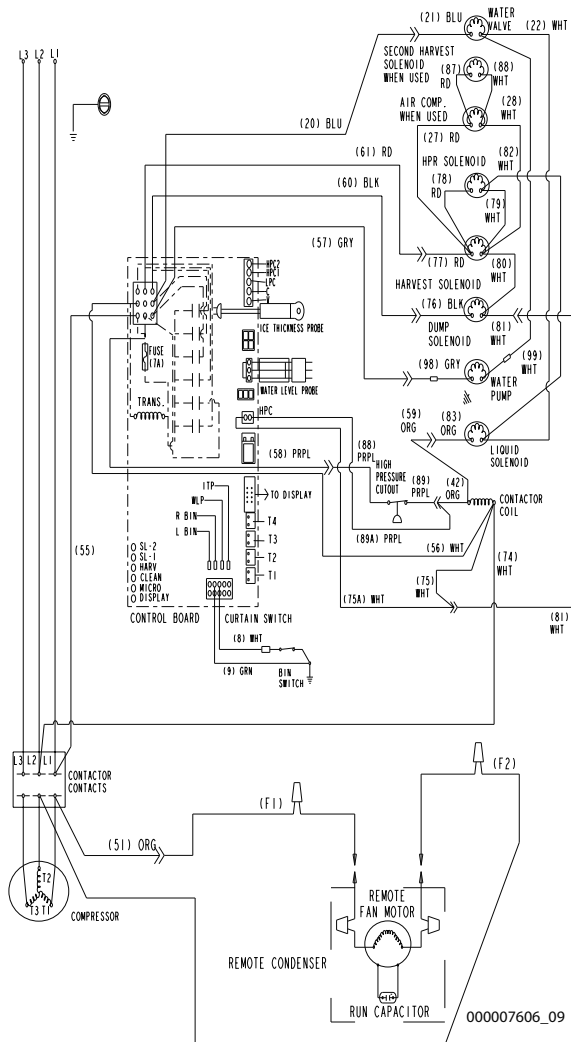 (21) BLU
WATER
VALVE
(22) WHT
L3 L2 L1
SECOND HARVEST
SOLENOID
WHEN USED
(87)
RD
(88)
WHT
AIR COMP.
WHEN USED
(28)
WHT
(20) BLU
(27) RD
(82)
WHT
(61) RD
HPR SOLENOID
(78)
RD
(60) BLK
(79)
WHT
(57) GRY
(77) RD
(80)
WHT
HPC2
HPC1
LPC
HARVEST SOLENOID
(76) BLK
ICE THICKNESS PROBE
DUMP
SOLENOID
(81)
WHT
FUSE
(7A)
(99)
WHT
(98) GRY
WATER
PUMP
WATER LEVEL PROBE
TRANS.
HPC
(59)
ORG
(83)
ORG
(88)
PRPL
LIQUID
SOLENOID
(58) PRPL
HIGH
PRESSURE
CUTOUT
(89)
PRPL
(42)
ORG
CONTACTOR
COIL
ITP
WLP
R BIN
L BIN
TO DISPLAY
T4
T3
T2
T1
(89A) PRPL
(56) WHT
(74)
WHT
(55)
SL-2
SL-1
HARV
CLEAN
MICRO
DISPLAY
(75)
WHT
(75A) WHT
(81)
WHT
CONTROL BOARD
CURTAIN SWITCH
(8) WHT
(9) GRN
BIN
SWITCH
L3 L2 L1
CONTACTOR
CONTACTS
(F2)
(F1)
(51) ORG
T2
T3 T1
COMPRESSOR
REMOTE
FAN MOTOR
REMOTE CONDENSER
RUN CAPACITOR
000007606_09